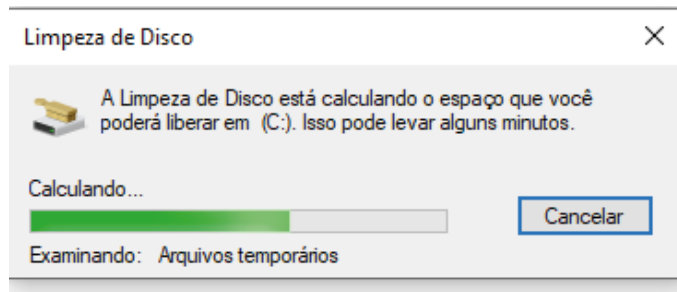 Limpeza de Disco
A Limpeza de Disco está calculando o espaço que você
poderá liberar em  (C:). Isso pode levar alguns minutos.
Calculando...
Cancelar
Examinando:   Arquivos temporários